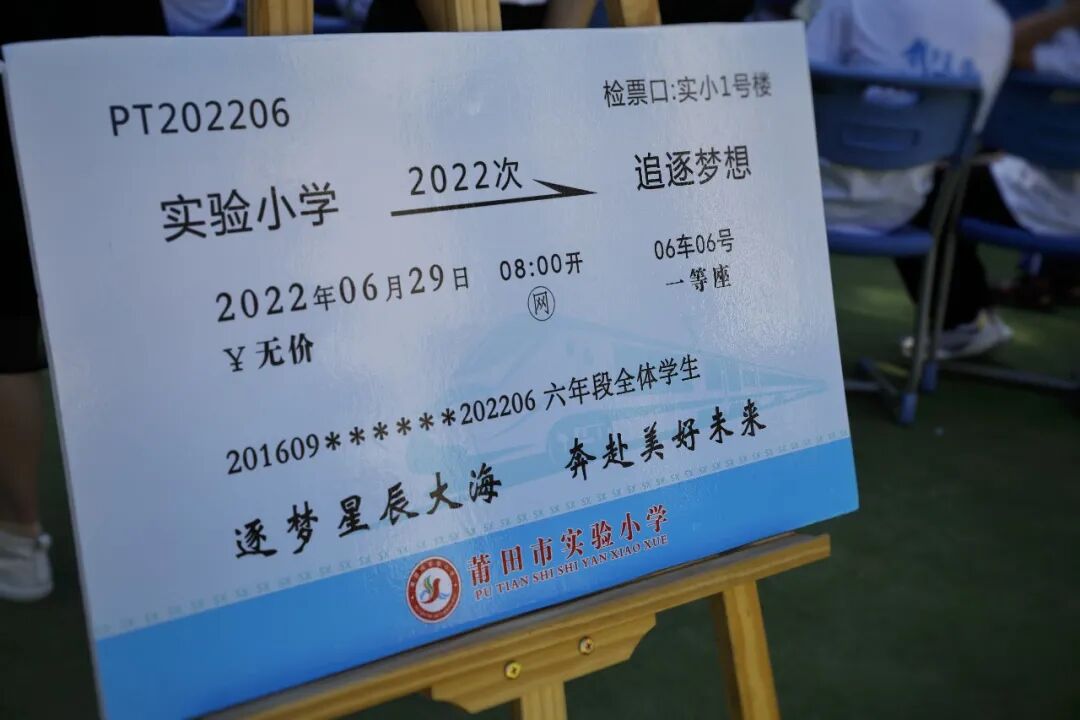 PT202206 检票口:实小1号楼
实验小学 2022次 追逐梦想
2022年06月29日 08:00开 06车06号
网 一等座
¥无价
201609******202206 六年段全体学生
逐梦星辰大海 奔赴美好未来
莆田市实验小学
PU TIAN SHI SHI YAN XIAO XUE